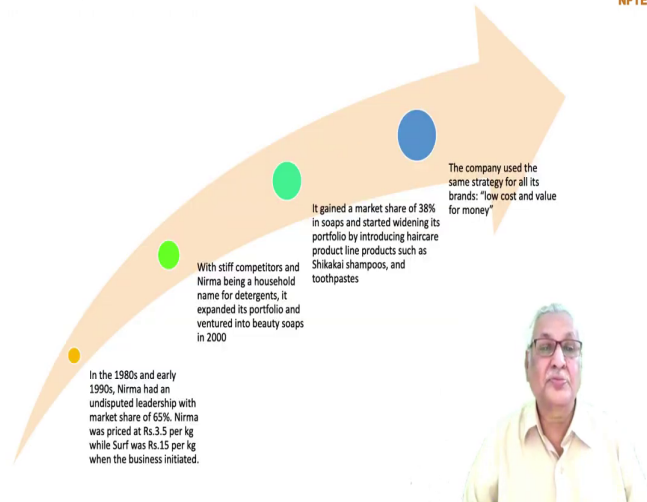 NPTE
In the 1980s and early
1990s, Nirma had an
undisputed leadership with
market share of 65%. Nirma
was priced at Rs.3.5 per kg
while Surf was Rs.15 per kg
when the business initiated.
With stiff competitors and
Nirma being a household
name for detergents, it
expanded its portfolio and
ventured into beauty soaps
in 2000
It gained a market share of 38%
in soaps and started widening its
portfolio by introducing haircare
product line products such as
Shikakai shampoos, and
toothpastes
The company used the
same strategy for all its
brands: “low cost and value
for money”